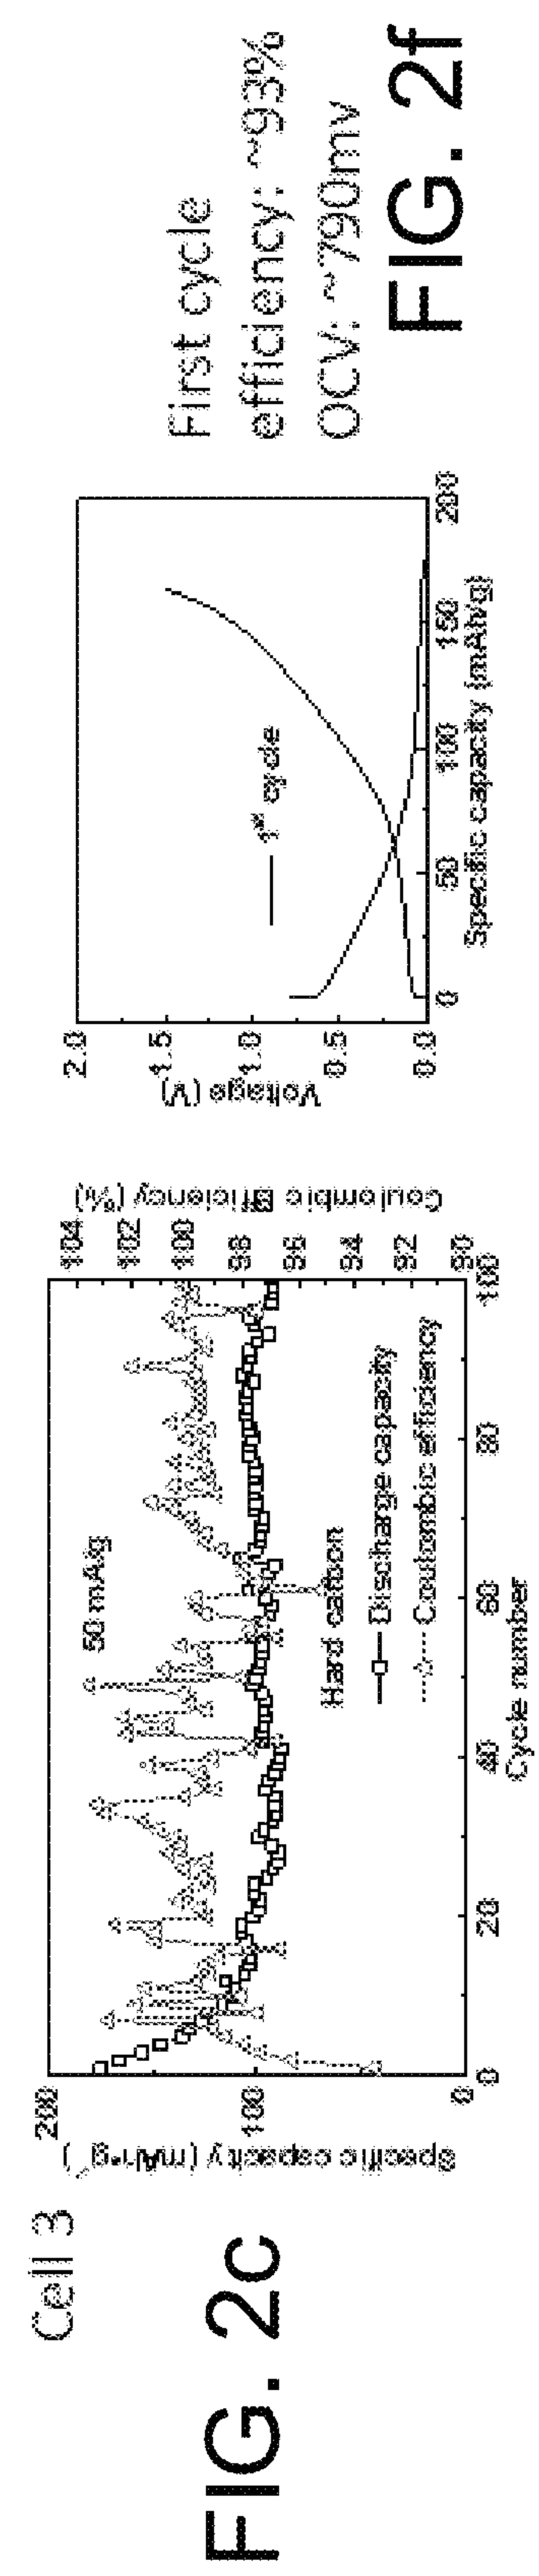 Cell 3
FIG. 2c
Specific capacity (mAh•g⁻¹)
200
100
0
50 mA/g
Hard carbon
Discharge capacity
Coulombic efficiency
0
20
40
60
80
100
Cycle number
104
102
100
98
96
94
92
90
Coulombic Efficiency (%)
Voltage (V)
2.0
1.5
1.0
0.5
0.0
1st cycle
0
50
100
150
200
Specific capacity (mAh/g)
First cycle
efficiency: ~93%
OCV: ~790mv
FIG. 2f